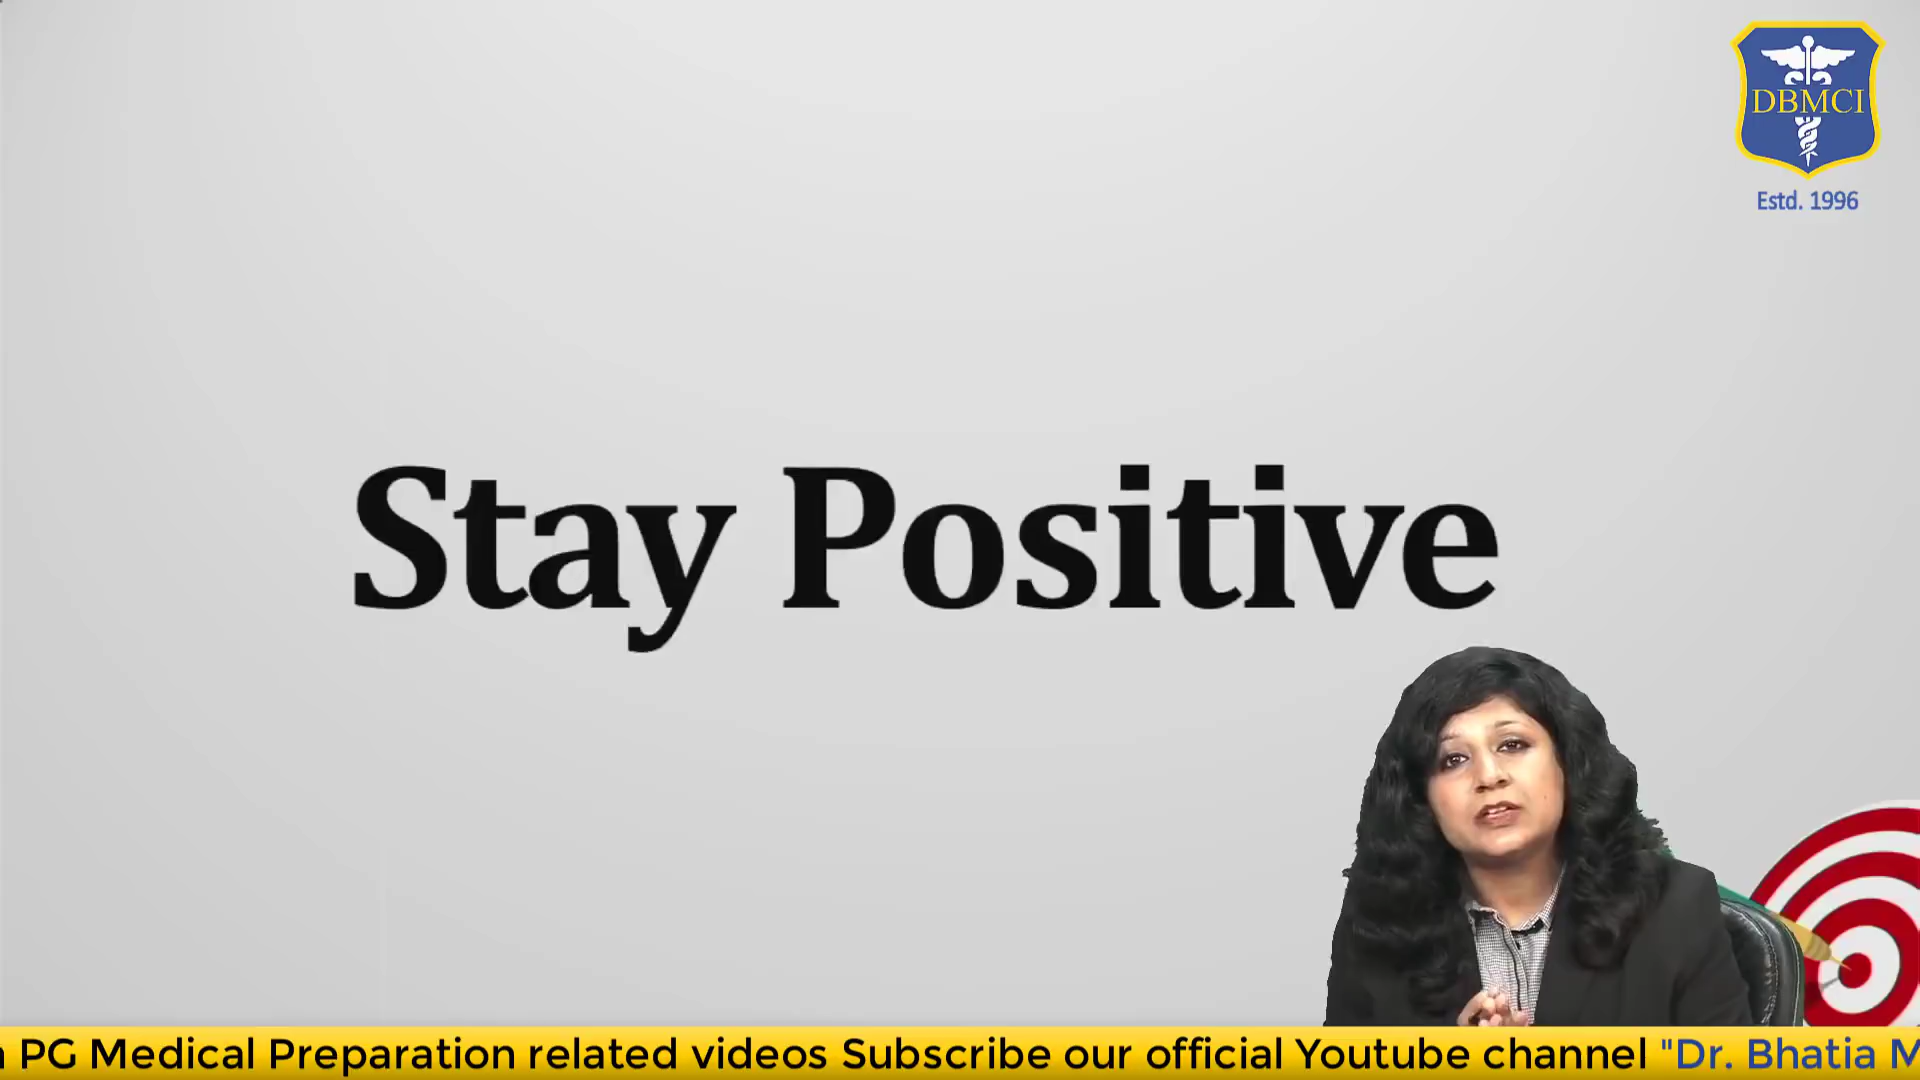 DBMCI
Estd. 1996
Stay Positive
PG Medical Preparation related videos Subscribe our official Youtube channel "Dr. Bhatia